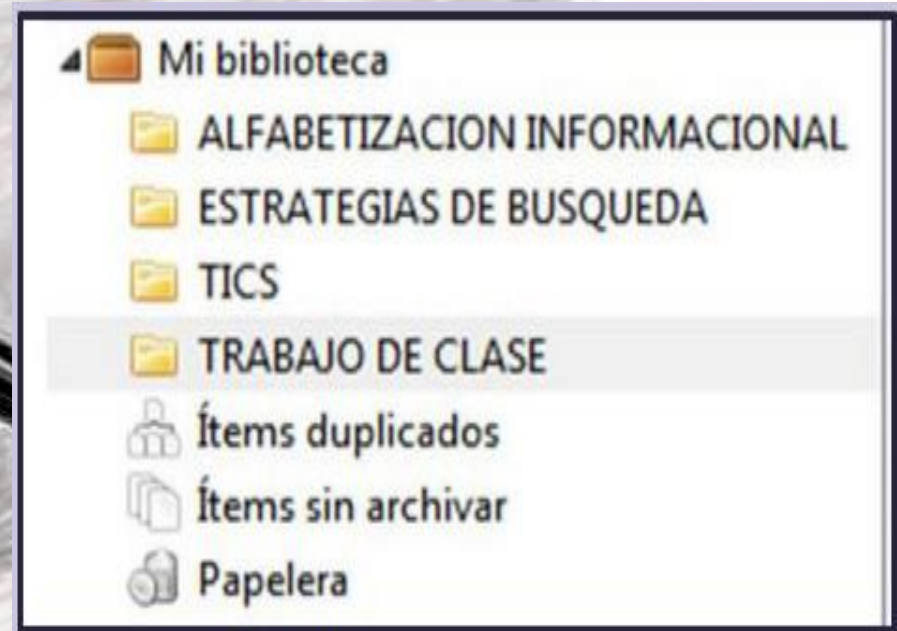 Mi biblioteca
ALFABETIZACION INFORMACIONAL
ESTRATEGIAS DE BUSQUEDA
TICS
TRABAJO DE CLASE
Ítems duplicados
Ítems sin archivar
Papelera